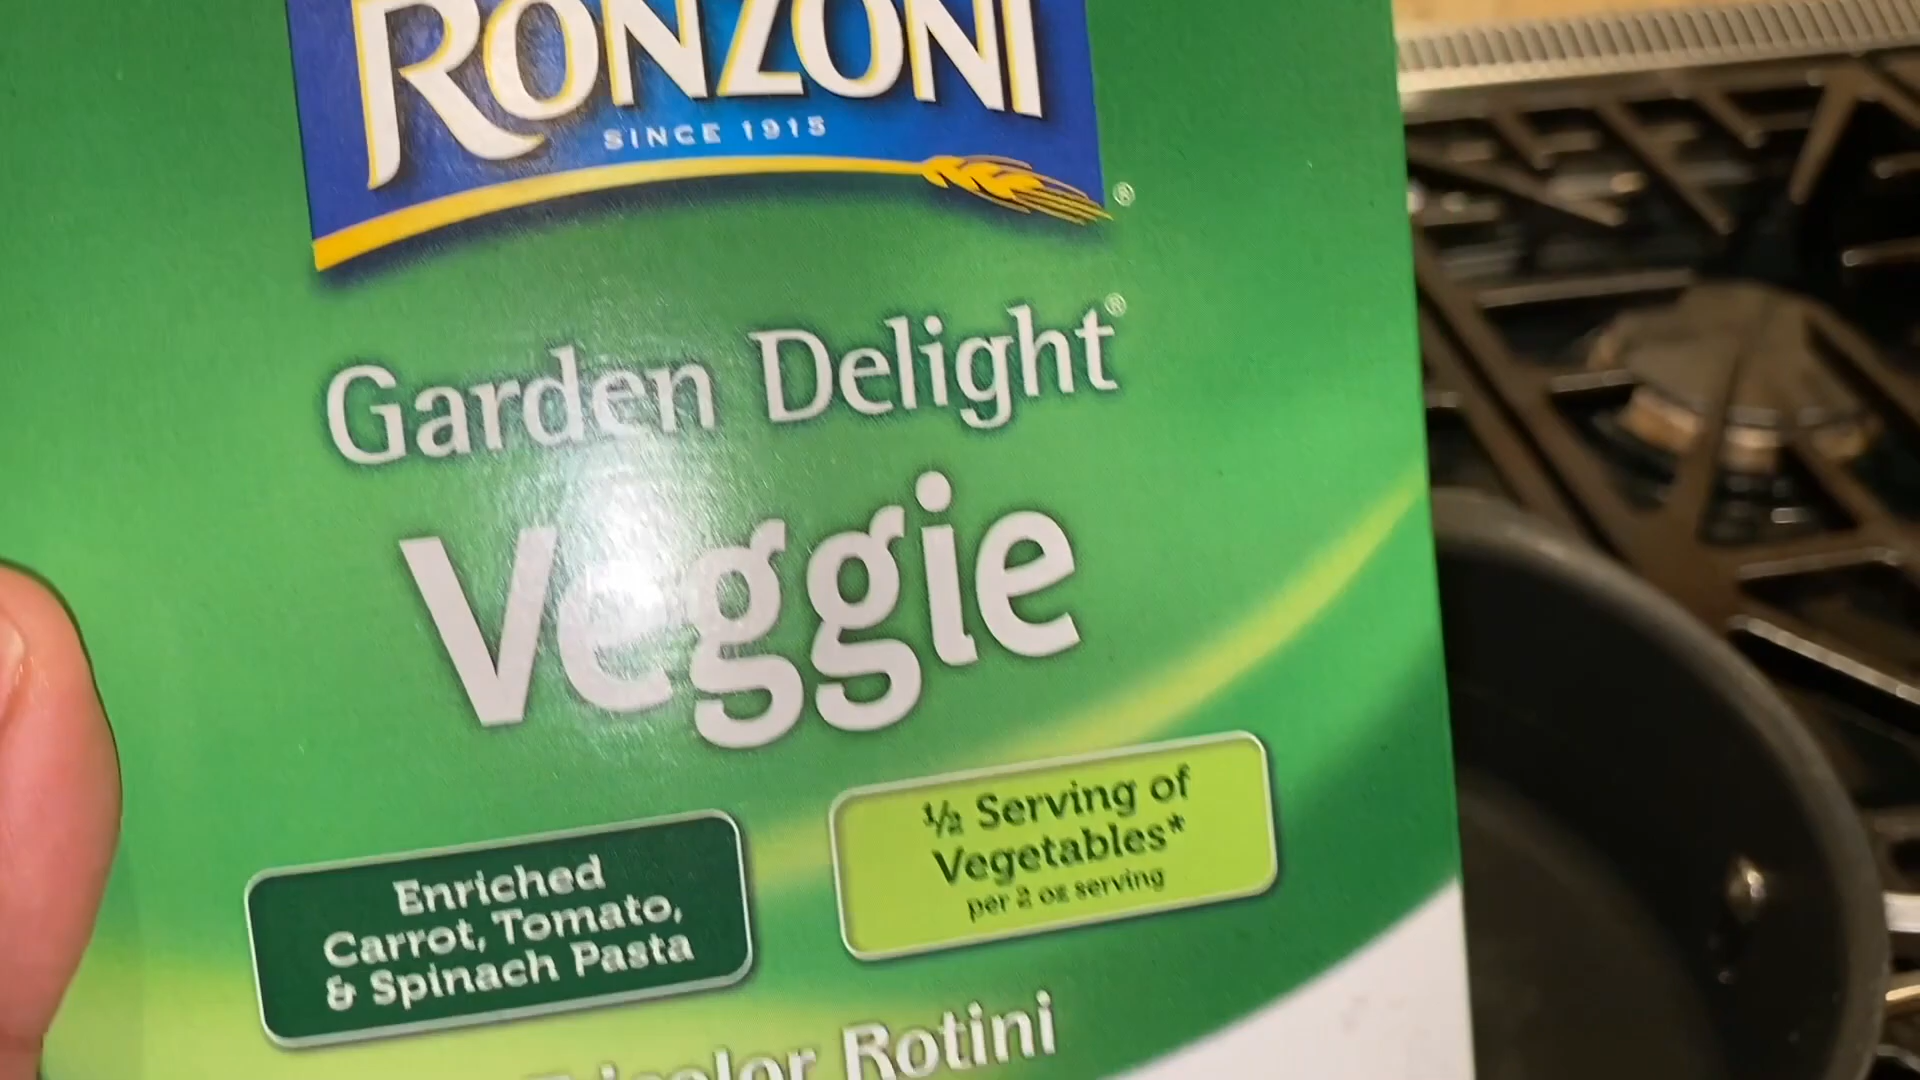 RONZONI
SINCE 1915
®
Garden Delight®
Veggie
½ Serving of
Vegetables*
per 2 oz serving
Enriched
Carrot, Tomato,
& Spinach Pasta
Tricolor Rotini